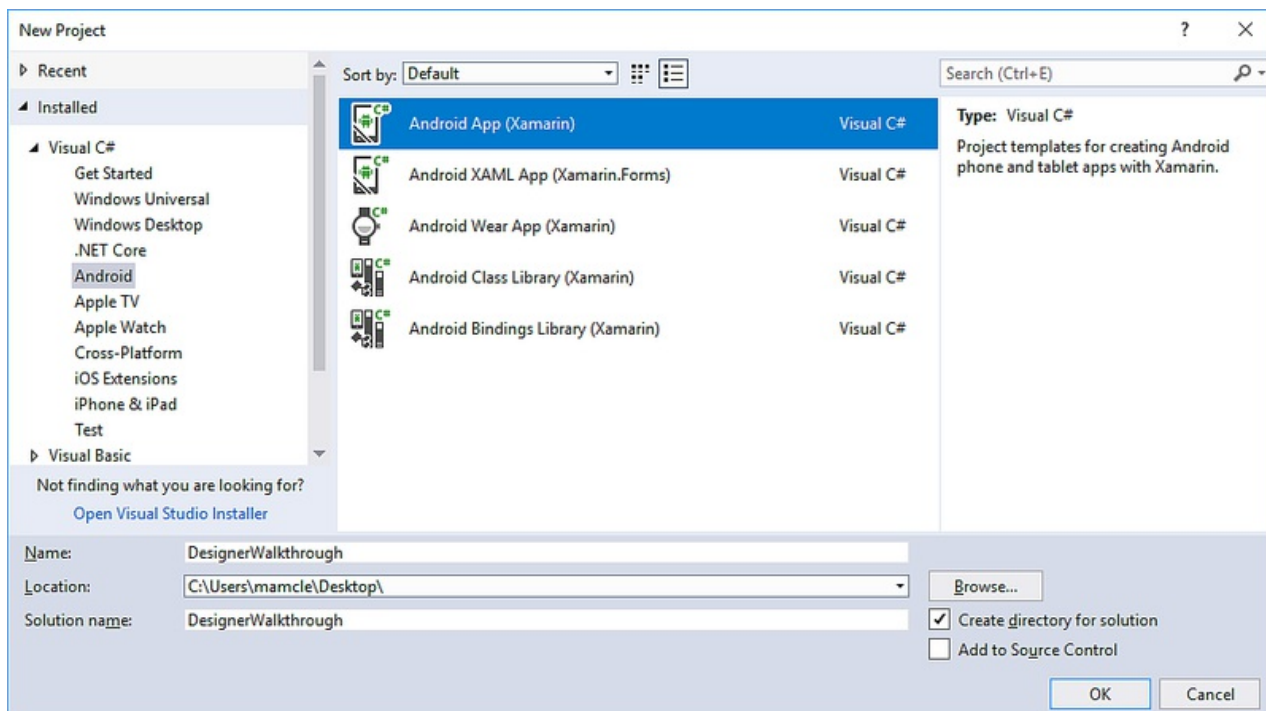 New Project
?
Recent
Installed
Visual C#
Get Started
Windows Universal
Windows Desktop
.NET Core
Android
Apple TV
Apple Watch
Cross-Platform
iOS Extensions
iPhone & iPad
Test
Visual Basic
Not finding what you are looking for?
Open Visual Studio Installer
Sort by: Default
C# Android App (Xamarin) Visual C#
C# Android XAML App (Xamarin.Forms) Visual C#
C# Android Wear App (Xamarin) Visual C#
C# Android Class Library (Xamarin) Visual C#
C# Android Bindings Library (Xamarin) Visual C#
Search (Ctrl+E)
Type: Visual C#
Project templates for creating Android
phone and tablet apps with Xamarin.
Name: DesignerWalkthrough
Location: C:\Users\mamcle\Desktop\ Browse...
Solution name: DesignerWalkthrough
Create directory for solution
Add to Source Control
OK Cancel